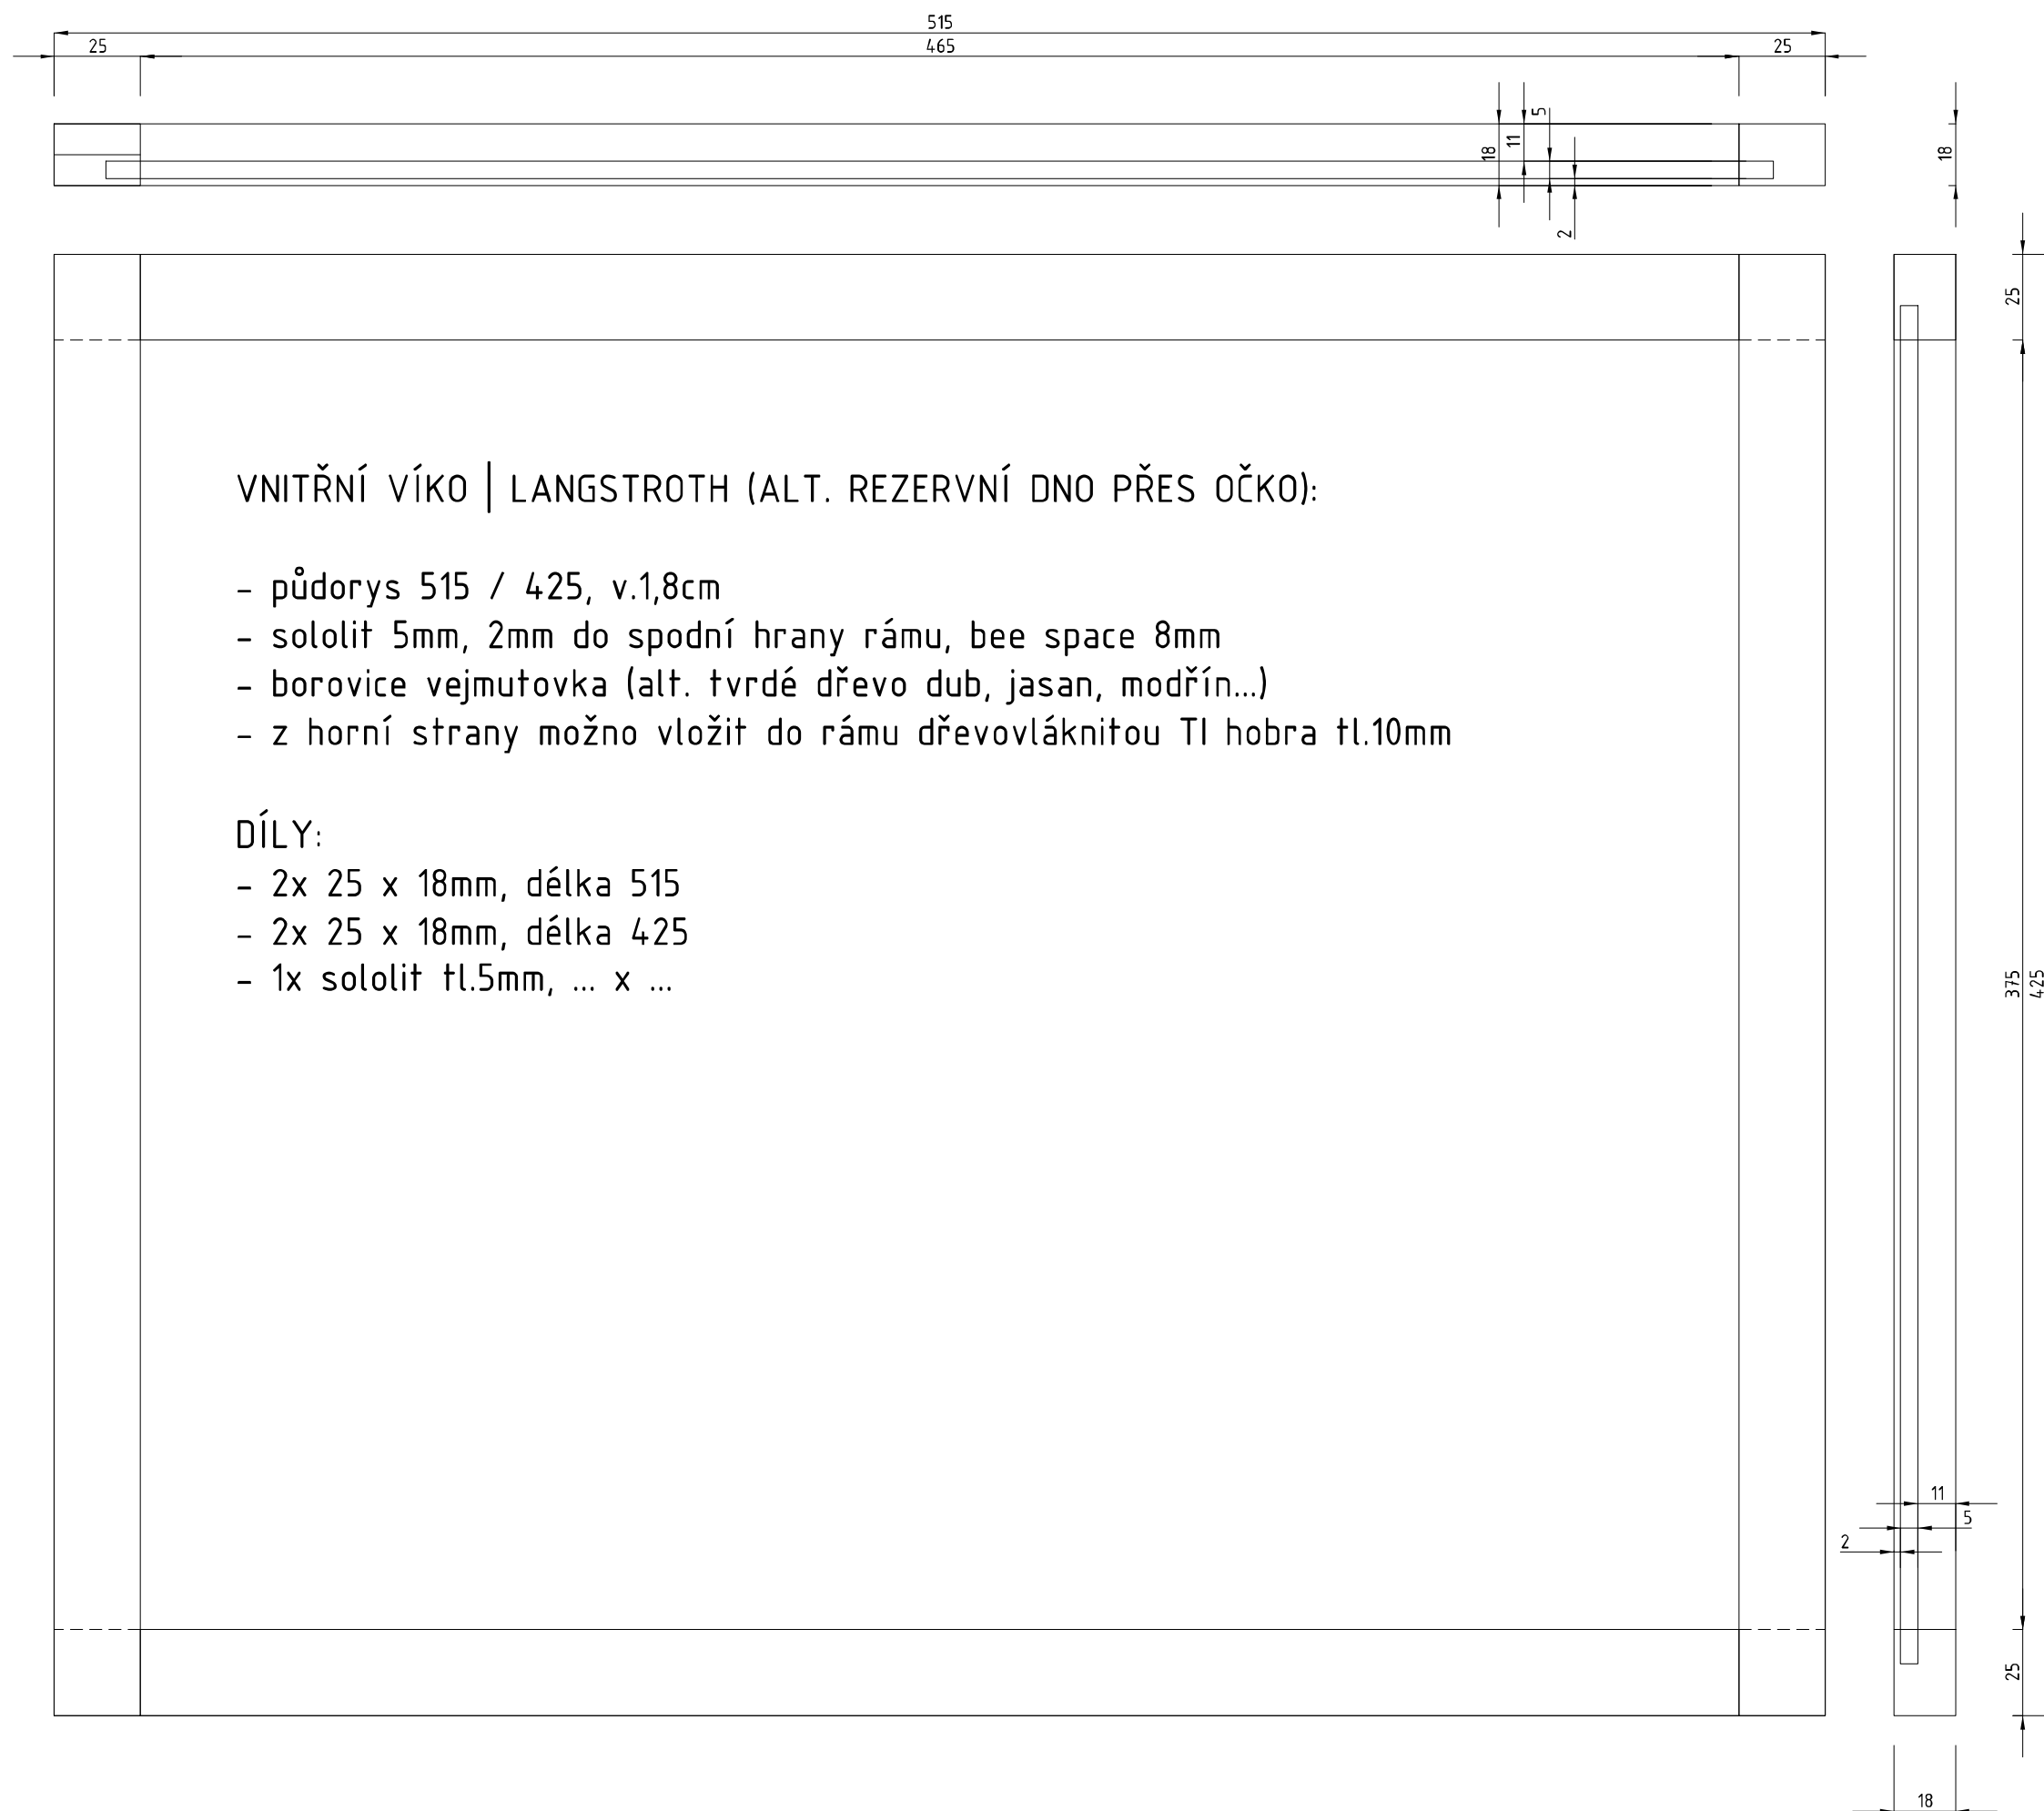 515
25 465 25
5
11
18
18
2
VNITŘNÍ VÍKO | LANGSTROTH (ALT. REZERVNÍ DNO PŘES OČKO):
- půdorys 515 / 425, v.1,8cm
- sololit 5mm, 2mm do spodní hrany rámu, bee space 8mm
- borovice vejmutovka (alt. tvrdé dřevo dub, jasan, modřín...)
- z horní strany možno vložit do rámu dřevovláknitou TI hobra tl.10mm
DÍLY:
- 2x 25 x 18mm, délka 515
- 2x 25 x 18mm, délka 425
- 1x sololit tl.5mm, ... x ...
25
375
425
11
5
2
25
18